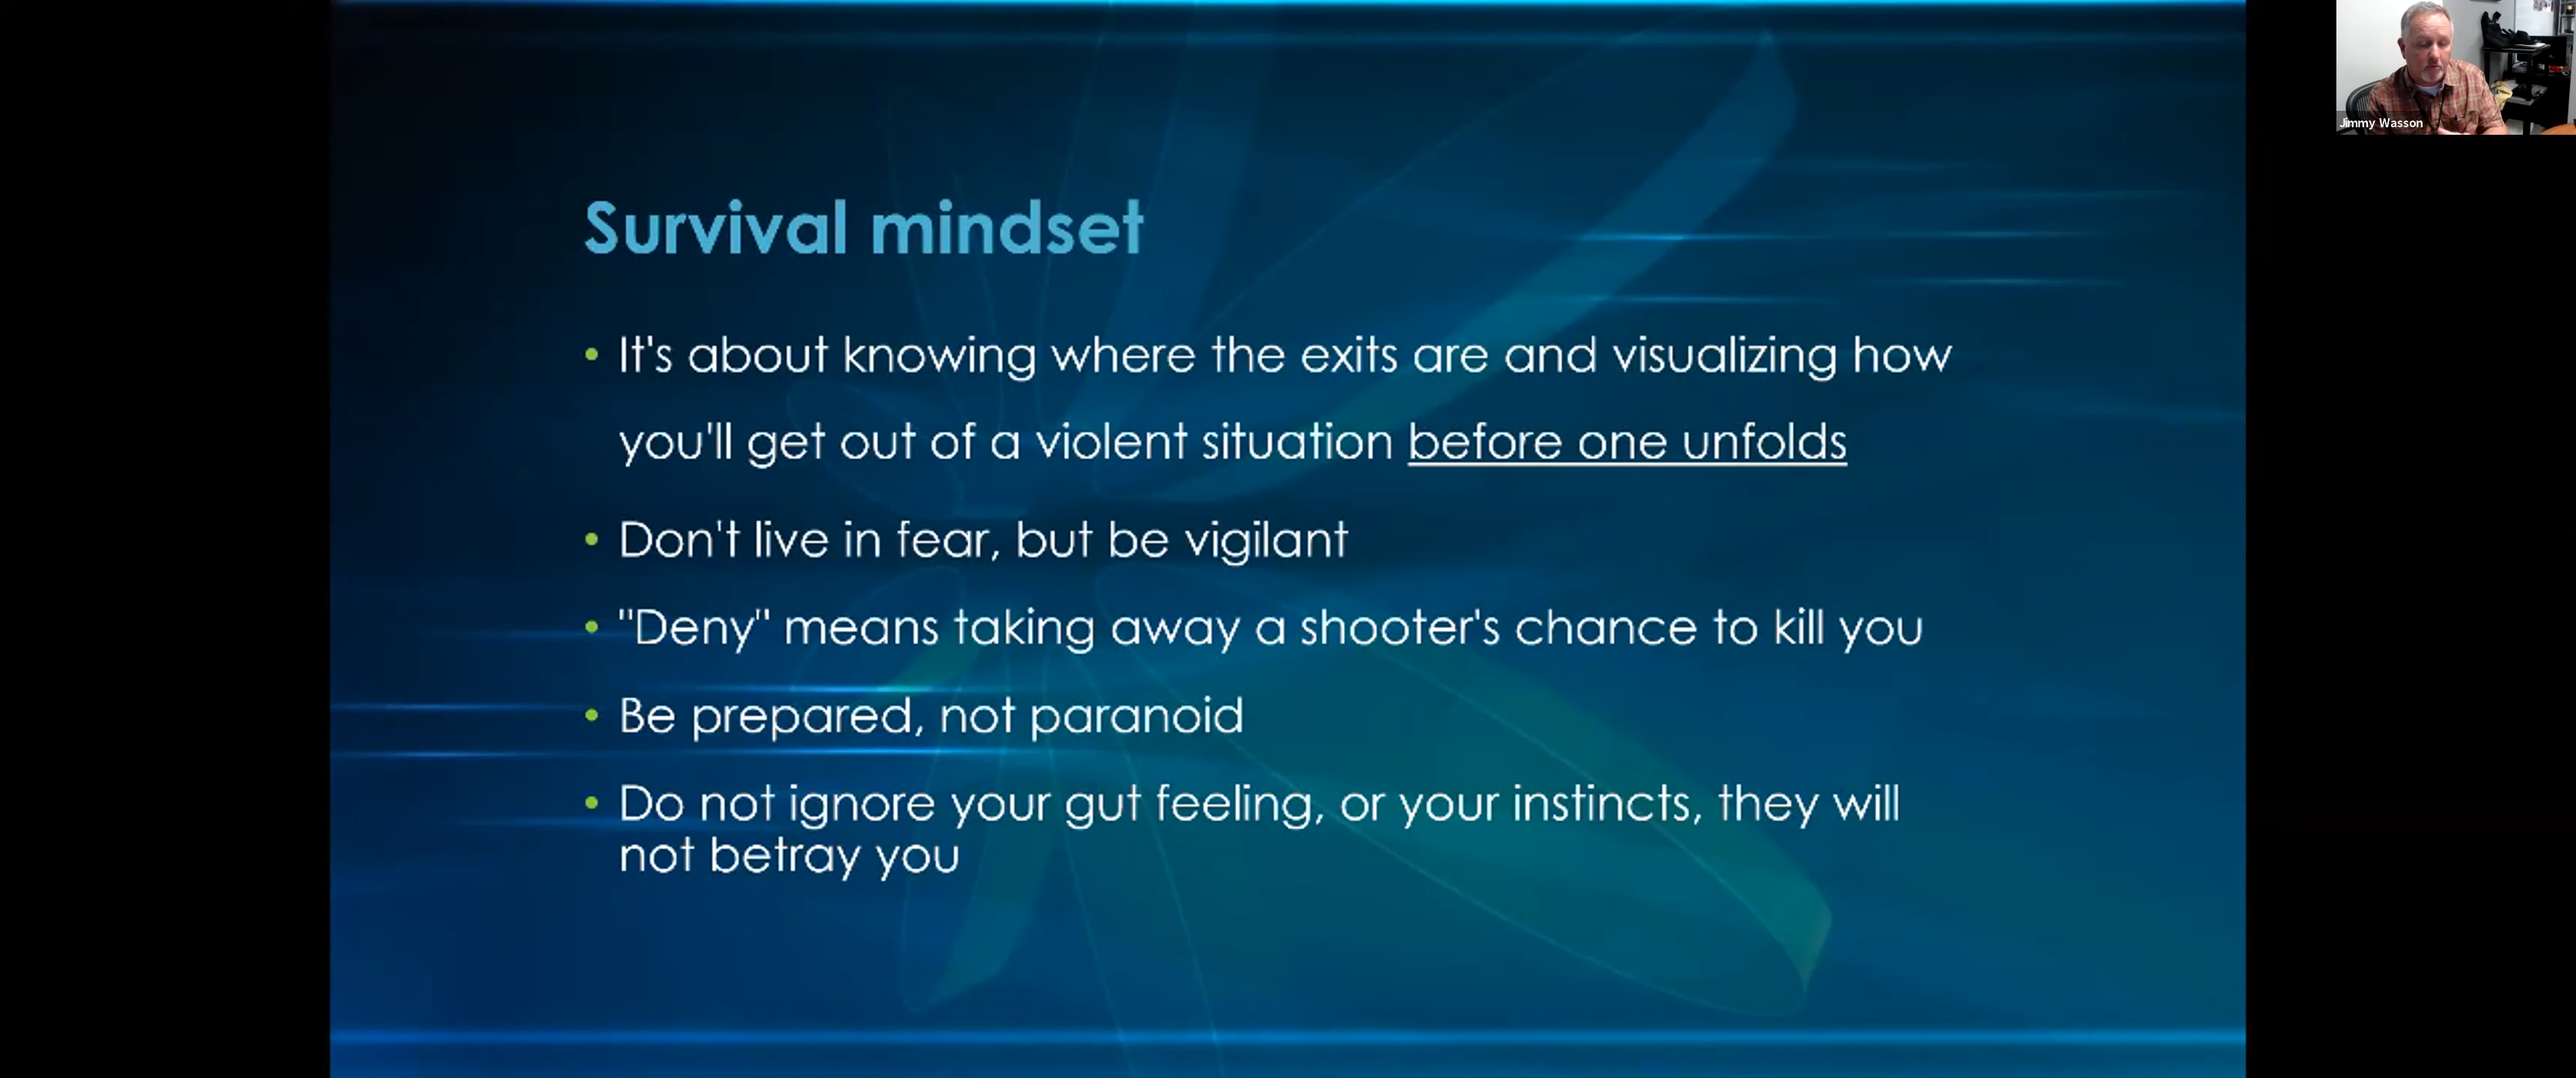 Jimmy Wasson
Survival mindset
• It's about knowing where the exits are and visualizing how
you'll get out of a violent situation before one unfolds
• Don't live in fear, but be vigilant
• "Deny" means taking away a shooter's chance to kill you
• Be prepared, not paranoid
• Do not ignore your gut feeling, or your instincts, they will
not betray you